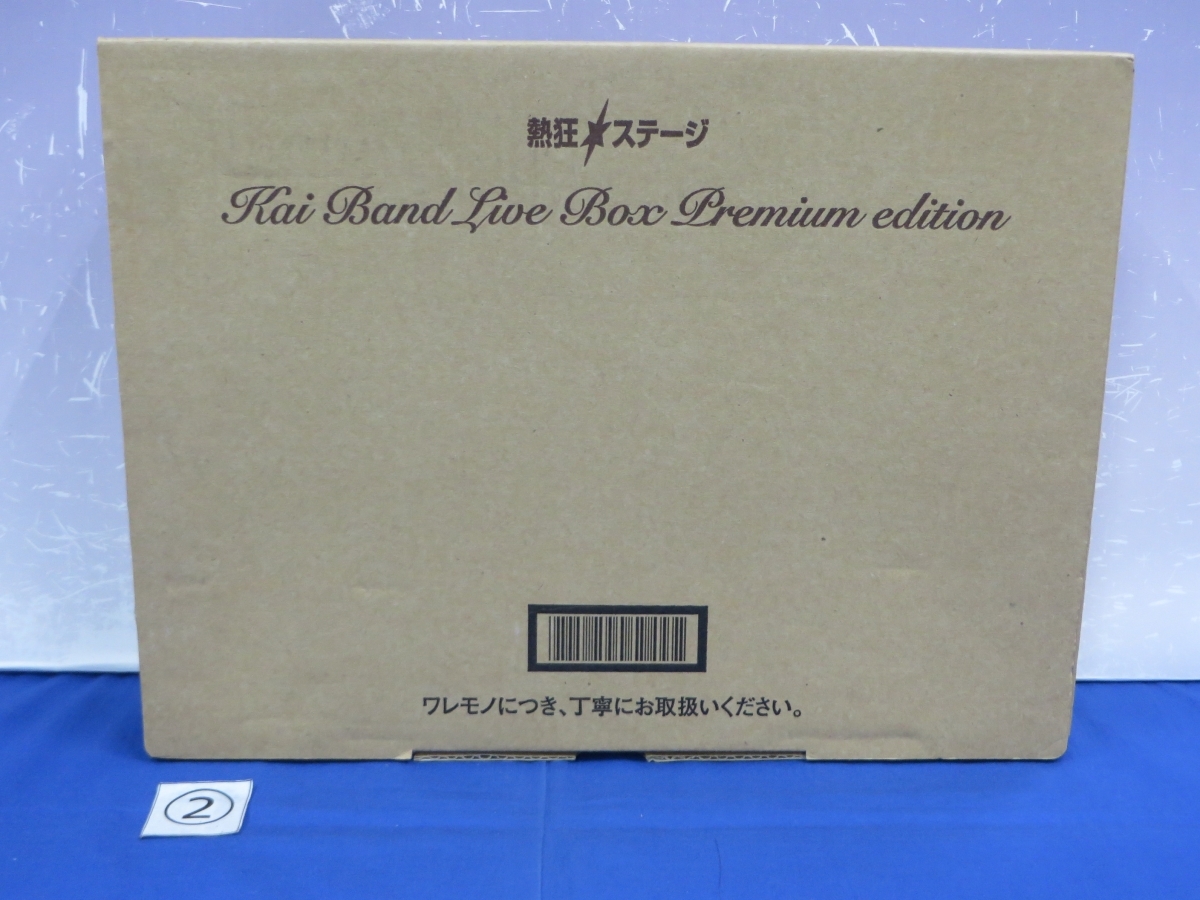 熱狂★ステージ
Kai Band Live Box Premium edition
ワレモノにつき、丁寧にお取扱いください。
②